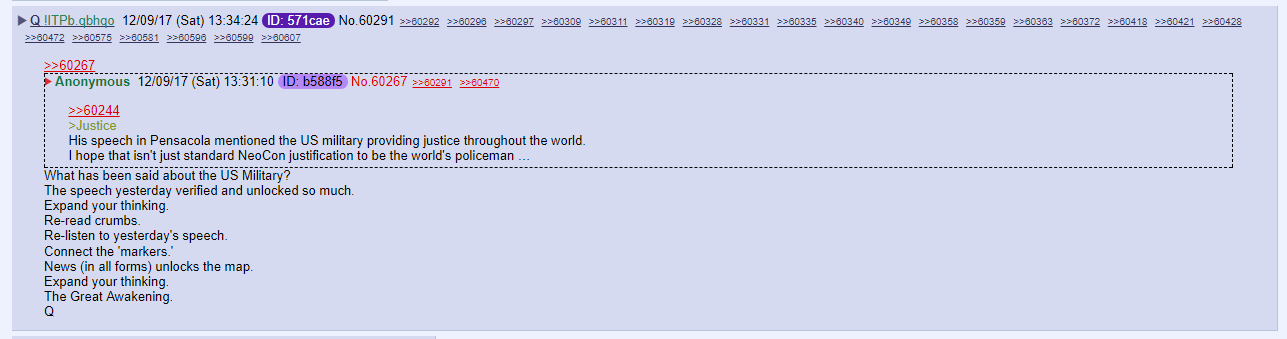 ▶Q !ITPb.qbhqo 12/09/17 (Sat) 13:34:24 ID: 571cae No.60291 >>60292 >>60296 >>60297 >>60309 >>60311 >>60319 >>60328 >>60331 >>60335 >>60340 >>60349 >>60358 >>60359 >>60363 >>60372 >>60418 >>60421 >>60428
>>60472 >>60575 >>60581 >>60596 >>60599 >>60607
>>60267
▶Anonymous 12/09/17 (Sat) 13:31:10 ID: b588f5 No.60267 >>60291 >>60470
>>60244
>Justice
His speech in Pensacola mentioned the US military providing justice throughout the world.
I hope that isn't just standard NeoCon justification to be the world's policeman …
What has been said about the US Military?
The speech yesterday verified and unlocked so much.
Expand your thinking.
Re-read crumbs.
Re-listen to yesterday's speech.
Connect the 'markers.'
News (in all forms) unlocks the map.
Expand your thinking.
The Great Awakening.
Q